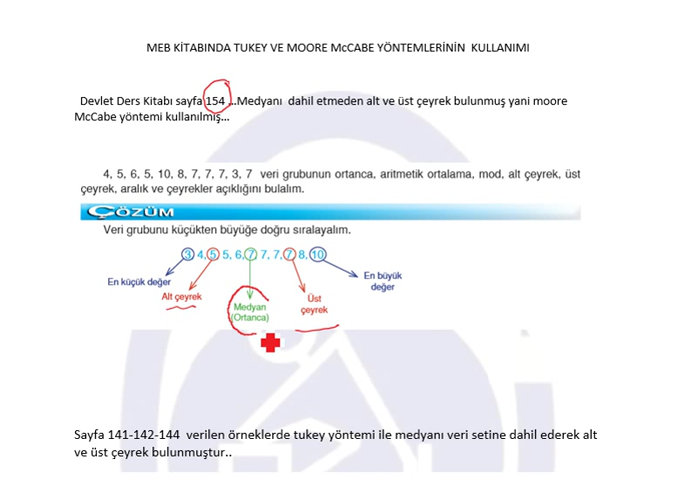 MEB KİTABINDA TUKEY VE MOORE McCABE YÖNTEMLERİNİN KULLANIMI
Devlet Ders Kitabı sayfa 154 ...Medyanı dahil etmeden alt ve üst çeyrek bulunmuş yani moore
McCabe yöntemi kullanılmış...
4, 5, 6, 5, 10, 8, 7, 7, 7, 3, 7 veri grubunun ortanca, aritmetik ortalama, mod, alt çeyrek, üst
çeyrek, aralık ve çeyrekler açıklığını bulalım.
ÇÖZÜM
Veri grubunu küçükten büyüğe doğru sıralayalım.
3 4, 5 5, 6, 7 7, 7, 7 8, 10
En küçük değer
Alt çeyrek
Medyan
(Ortanca)
Üst
çeyrek
En büyük
değer
Sayfa 141-142-144 verilen örneklerde tukey yöntemi ile medyanı veri setine dahil ederek alt
ve üst çeyrek bulunmuştur..